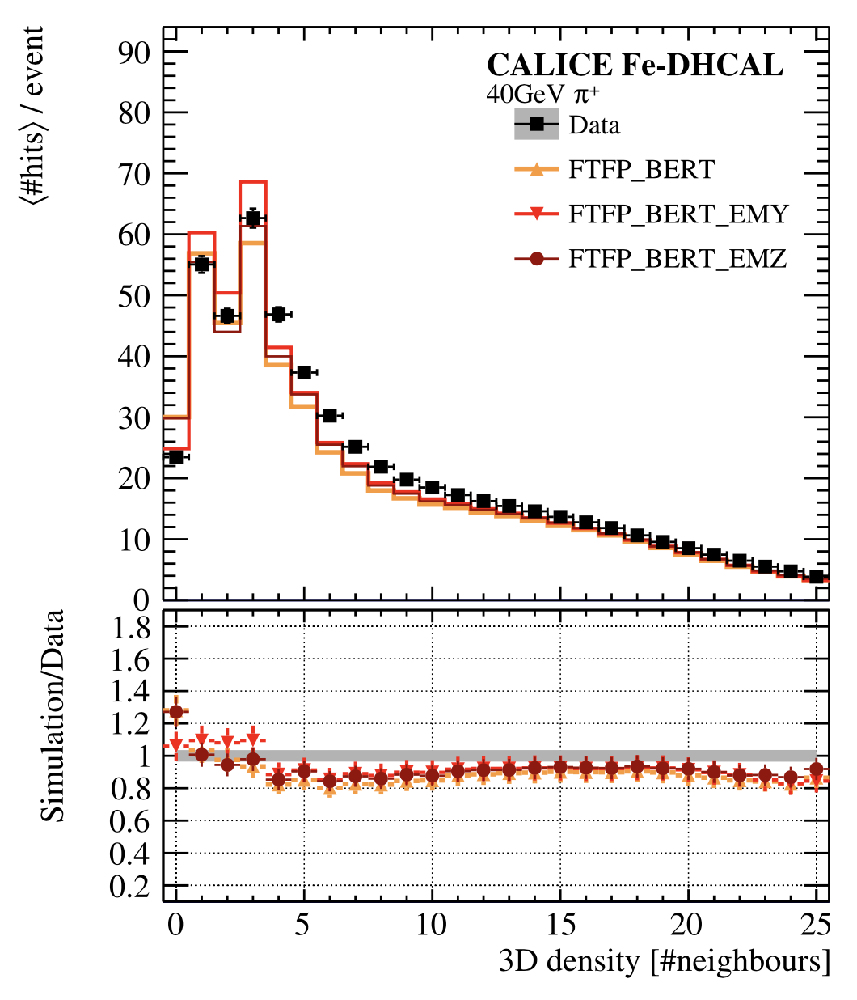 ⟨#hits⟩ / event
90
80
70
60
50
40
30
20
10
0
CALICE Fe-DHCAL
40GeV π⁺
Data
FTFP_BERT
FTFP_BERT_EMY
FTFP_BERT_EMZ
Simulation/Data
1.8
1.6
1.4
1.2
1
0.8
0.6
0.4
0.2
0 5 10 15 20 25
3D density [#neighbours]